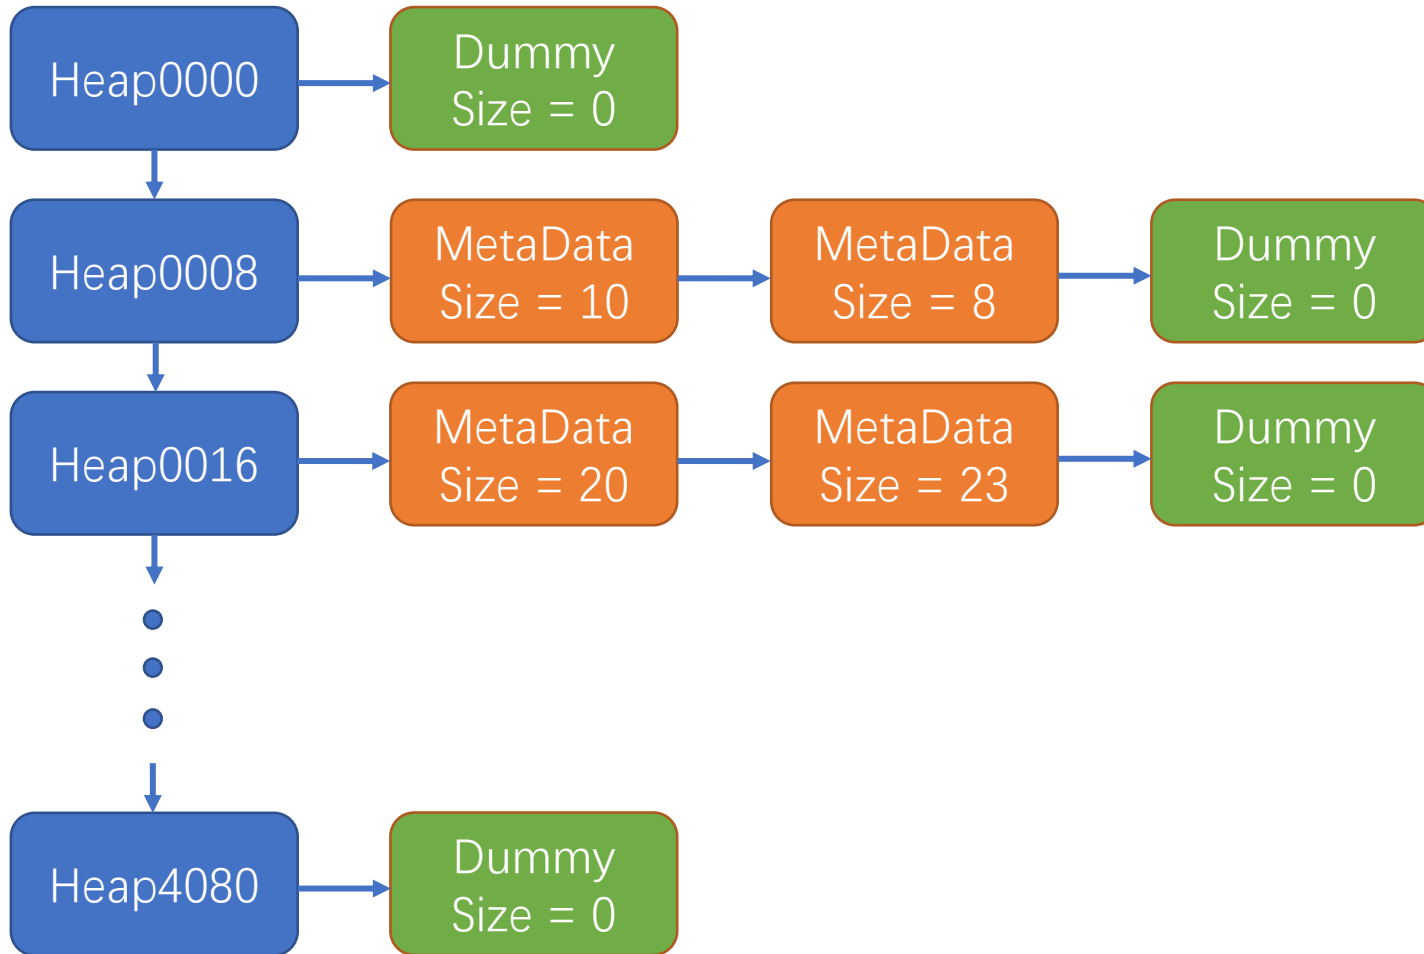 Heap0000
Dummy
Size = 0
Heap0008
MetaData
Size = 10
MetaData
Size = 8
Dummy
Size = 0
Heap0016
MetaData
Size = 20
MetaData
Size = 23
Dummy
Size = 0
Heap4080
Dummy
Size = 0